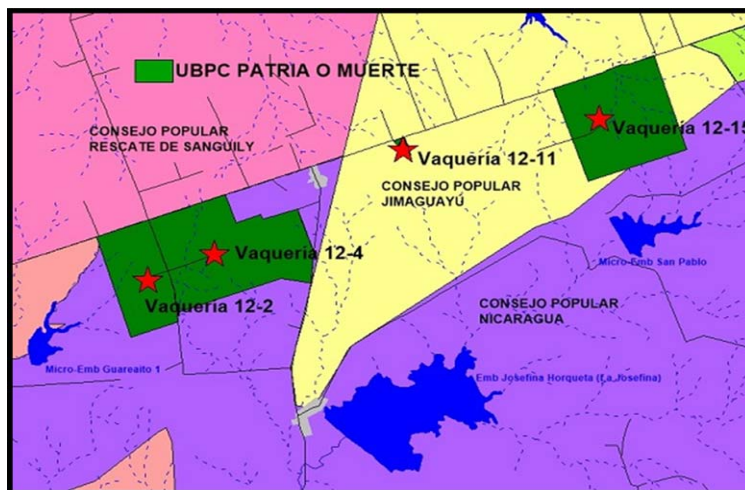 UBPC PATRIA O MUERTE
CONSEJO POPULAR
RESCATE DE SANGUILY
Vaquería 12-15
Vaquería 12-11
CONSEJO POPULAR
JIMAGUAYÚ
Vaquería 12-4
Vaquería 12-2
Micro-Emb San Pablo
CONSEJO POPULAR
NICARAGUA
Micro-Emb Guareaito 1
Emb Josefina Horqueta (La Josefina)